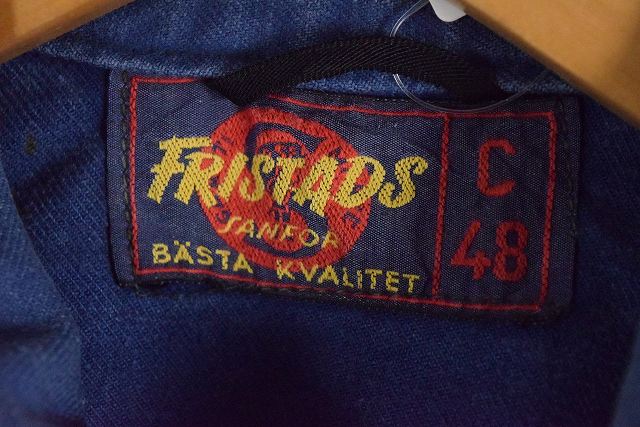 FRISTADS
SANFOR
BÄSTA KVALITET
C
48